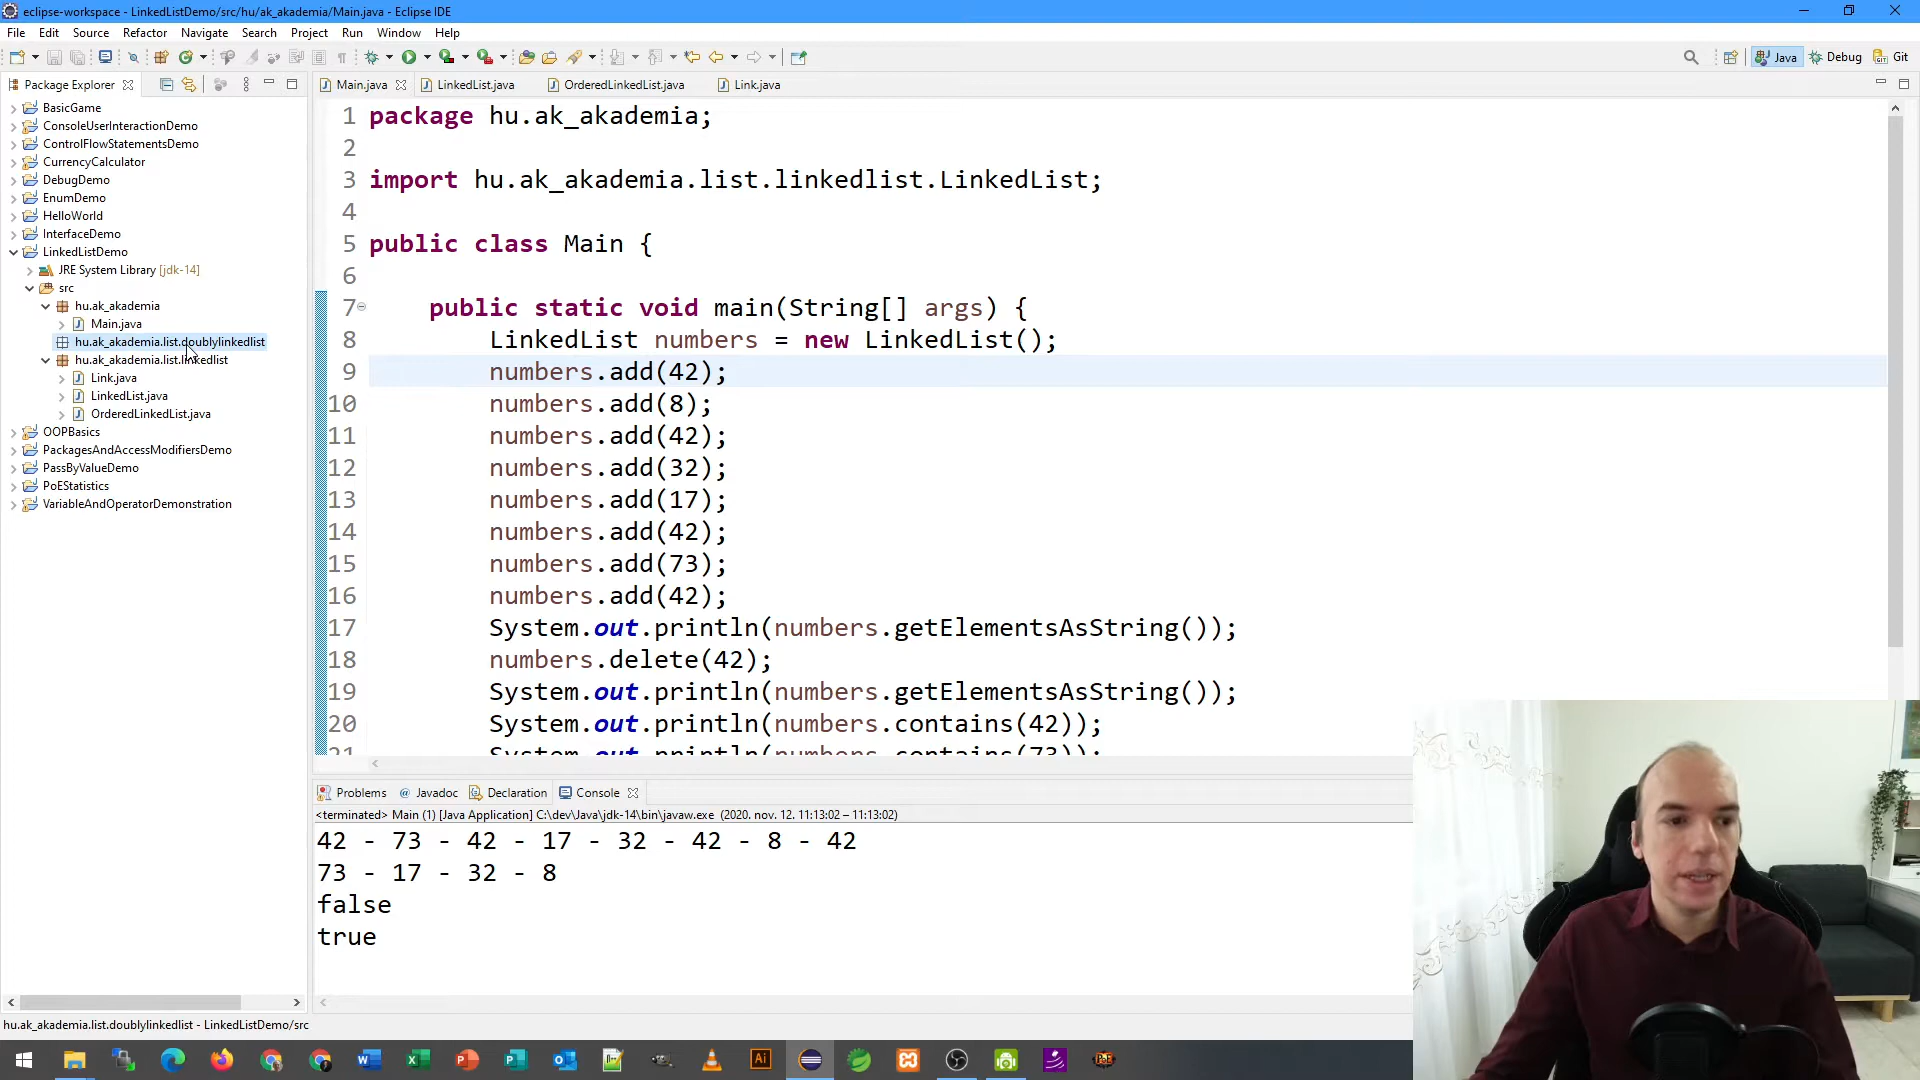 eclipse-workspace - LinkedListDemo/src/hu/ak_akademia/Main.java - Eclipse IDE
File Edit Source Refactor Navigate Search Project Run Window Help
Java Debug Git
Package Explorer
BasicGame
ConsoleUserInteractionDemo
ControlFlowStatementsDemo
CurrencyCalculator
DebugDemo
EnumDemo
HelloWorld
InterfaceDemo
LinkedListDemo
JRE System Library [jdk-14]
src
hu.ak_akademia
Main.java
hu.ak_akademia.list.doublylinkedlist
hu.ak_akademia.list.linkedlist
Link.java
LinkedList.java
OrderedLinkedList.java
OOPBasics
PackagesAndAccessModifiersDemo
PassByValueDemo
PoEStatistics
VariableAndOperatorDemonstration
Main.java LinkedList.java OrderedLinkedList.java Link.java
1 package hu.ak_akademia;
2
3 import hu.ak_akademia.list.linkedlist.LinkedList;
4
5 public class Main {
6
7 public static void main(String[] args) {
8 LinkedList numbers = new LinkedList();
9 numbers.add(42);
10 numbers.add(8);
11 numbers.add(42);
12 numbers.add(32);
13 numbers.add(17);
14 numbers.add(42);
15 numbers.add(73);
16 numbers.add(42);
17 System.out.println(numbers.getElementsAsString());
18 numbers.delete(42);
19 System.out.println(numbers.getElementsAsString());
20 System.out.println(numbers.contains(42));
21 System.out.println(numbers.contains(73));
Problems Javadoc Declaration Console
<terminated> Main (1) [Java Application] C:\dev\Java\jdk-14\bin\javaw.exe (2020. nov. 12. 11:13:02 – 11:13:02)
42 - 73 - 42 - 17 - 32 - 42 - 8 - 42
73 - 17 - 32 - 8
false
true
hu.ak_akademia.list.doublylinkedlist - LinkedListDemo/src